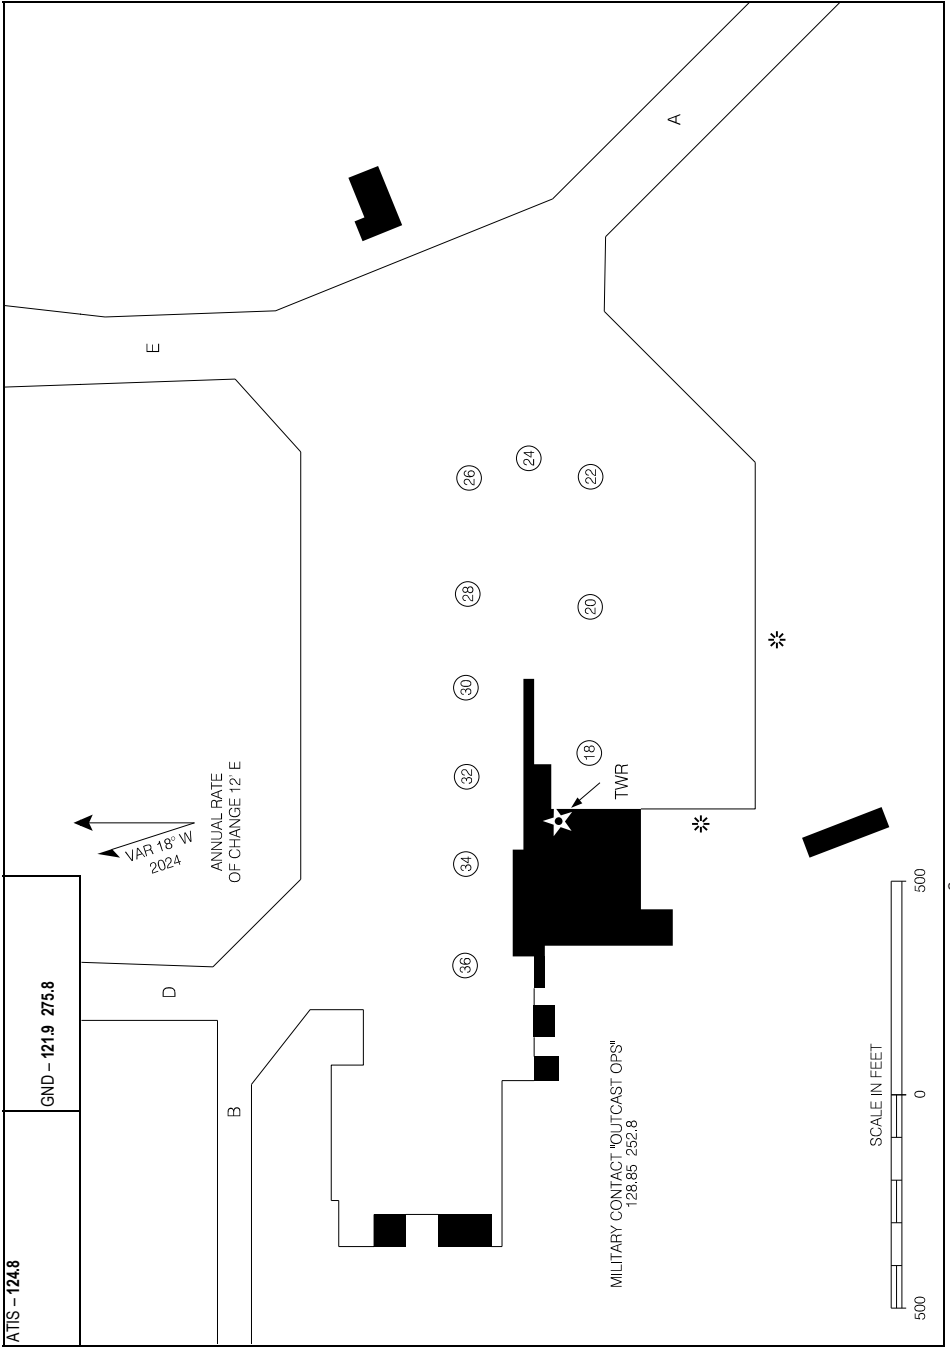 ATIS – 124.8
GND – 121.9 275.8
VAR 18° W
2024
ANNUAL RATE
OF CHANGE 12' E
A
E
D
B
26
24
22
28
20
30
32
18
34
36
TWR
MILITARY CONTACT "OUTCAST OPS"
128.85 252.8
SCALE IN FEET
500
0
500